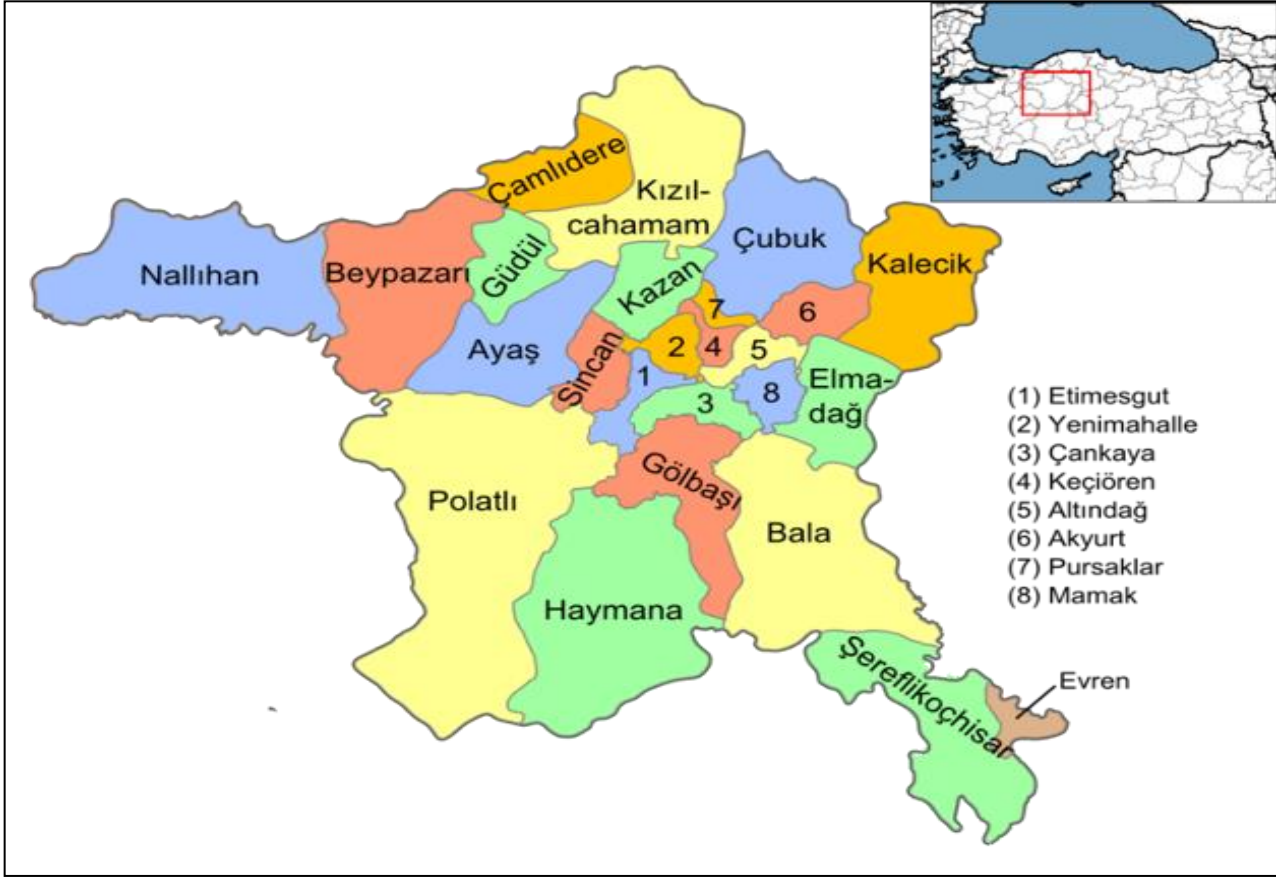 Çamlıdere
Kızıl-
cahamam
Çubuk
Kalecik
Nallıhan
Beypazarı
Güdül
Kazan
7
6
Ayaş
Sincan
2
4
5
1
8
Elma-
dağ
3
Gölbaşı
Polatlı
Bala
Haymana
Şereflikoçhisar
Evren
(1) Etimesgut
(2) Yenimahalle
(3) Çankaya
(4) Keçiören
(5) Altındağ
(6) Akyurt
(7) Pursaklar
(8) Mamak